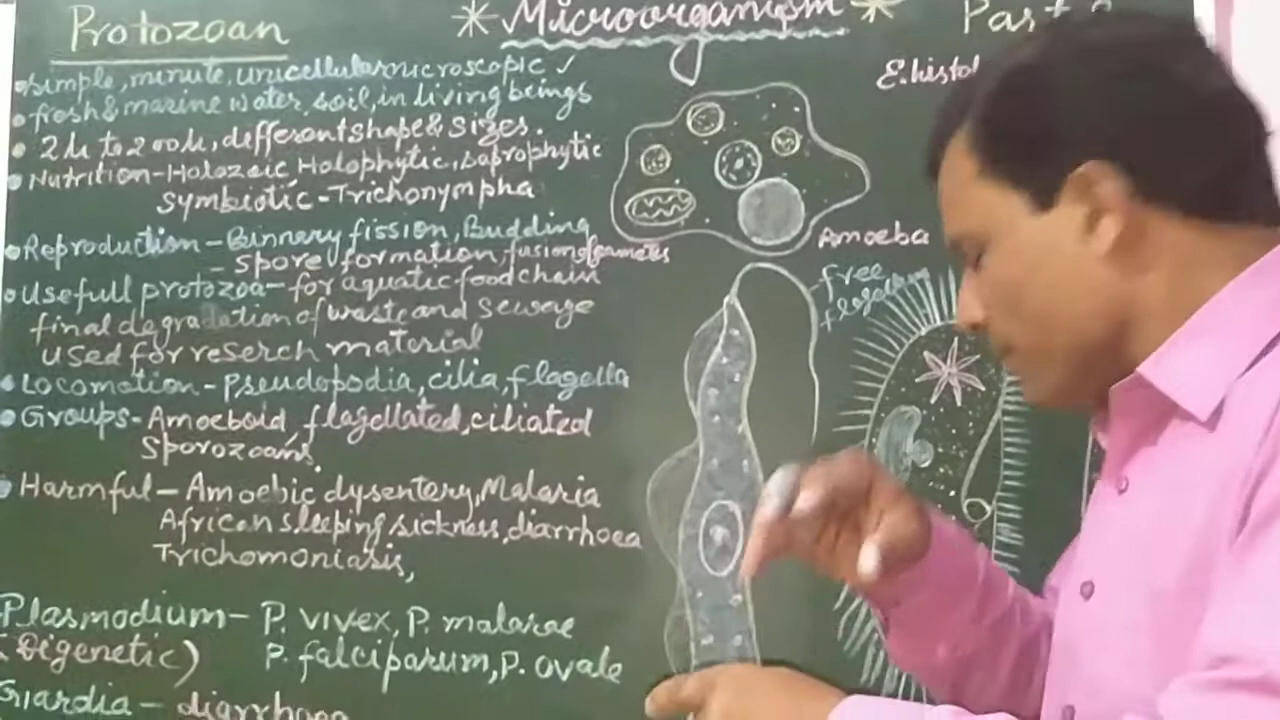 Protozoan
Microorganysm
Part
E.histol
simple, minute, unicellular microscopic ✓
fresh & marine water, soil, in living beings
2µ to 200µ, different shape & sizes.
Nutrition-Holozoic Holophytic, Saprophytic
Symbiotic-Trichonympha
Reproduction-Binnery fission, Budding
- spore formation, fusion of gametes
Usefull protozoa-for aquatic food chain
final degradation of waste and sewage
used for reserch material
Locomotion-Pseudopodia, cilia, flagella
Groups-Amoeboid flagellated, ciliated
Sporozoans.
Harmful-Amoebic dysentery, Malaria
African sleeping sickness, diarrhoea
Trichomoniasis,
Plasmodium- P. vivex, P. malarae
(Digenetic) P. falciparum, P. ovale
Giardia - diarrhoea
Amoeba
free
flagellum